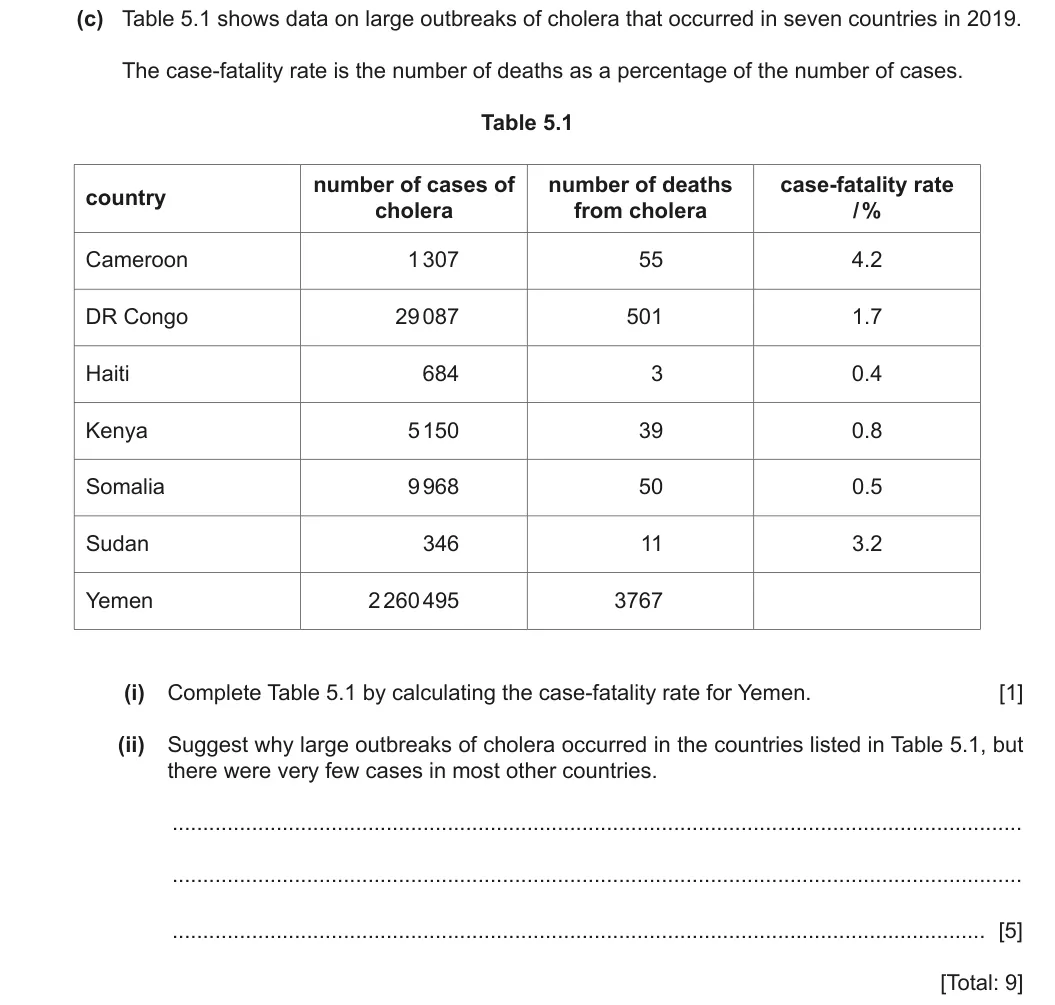 (c) Table 5.1 shows data on large outbreaks of cholera that occurred in seven countries in 2019.
The case-fatality rate is the number of deaths as a percentage of the number of cases.
Table 5.1
country number of cases of cholera number of deaths from cholera case-fatality rate /%
Cameroon 1307 55 4.2
DR Congo 29087 501 1.7
Haiti 684 3 0.4
Kenya 5150 39 0.8
Somalia 9968 50 0.5
Sudan 346 11 3.2
Yemen 2260495 3767
(i) Complete Table 5.1 by calculating the case-fatality rate for Yemen. [1]
(ii) Suggest why large outbreaks of cholera occurred in the countries listed in Table 5.1, but
there were very few cases in most other countries.
[5]
[Total: 9]